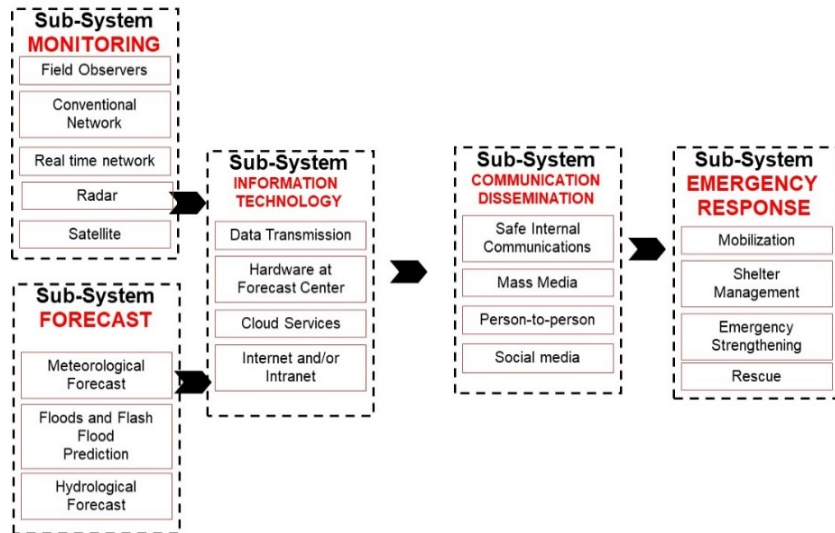 Sub-System
MONITORING
Field Observers
Conventional
Network
Real time network
Radar
Satellite
Sub-System
FORECAST
Meteorological
Forecast
Floods and Flash
Flood
Prediction
Hydrological
Forecast
Sub-System
INFORMATION
TECHNOLOGY
Data Transmission
Hardware at
Forecast Center
Cloud Services
Internet and/or
Intranet
Sub-System
COMMUNICATION
DISSEMINATION
Safe Internal
Communications
Mass Media
Person-to-person
Social media
Sub-System
EMERGENCY
RESPONSE
Mobilization
Shelter
Management
Emergency
Strengthening
Rescue